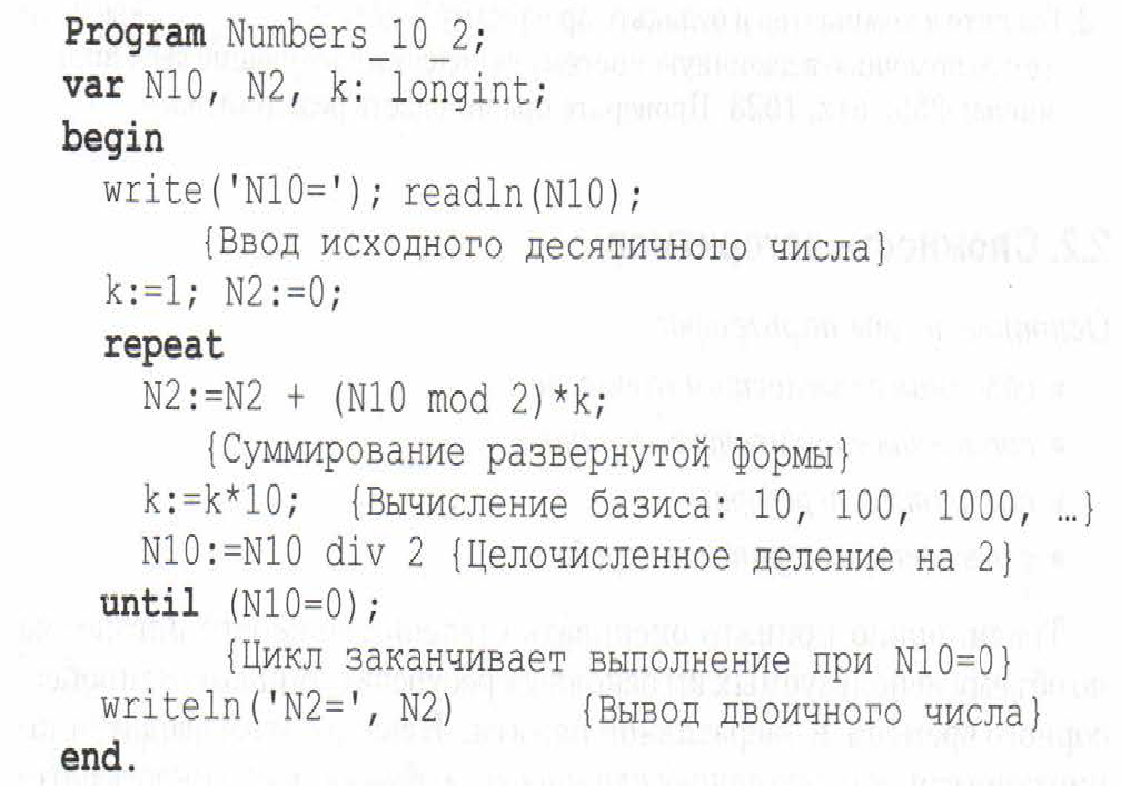 Program Numbers_10_2;
var N10, N2, k: longint;
begin
write('N10='); readln(N10);
{Ввод исходного десятичного числа}
k:=1; N2:=0;
repeat
N2:=N2 + (N10 mod 2)*k;
{Суммирование развернутой формы}
k:=k*10; {Вычисление базиса: 10, 100, 1000, …}
N10:=N10 div 2 {Целочисленное деление на 2}
until (N10=0);
{Цикл заканчивает выполнение при N10=0}
writeln('N2=', N2) {Вывод двоичного числа}
end.